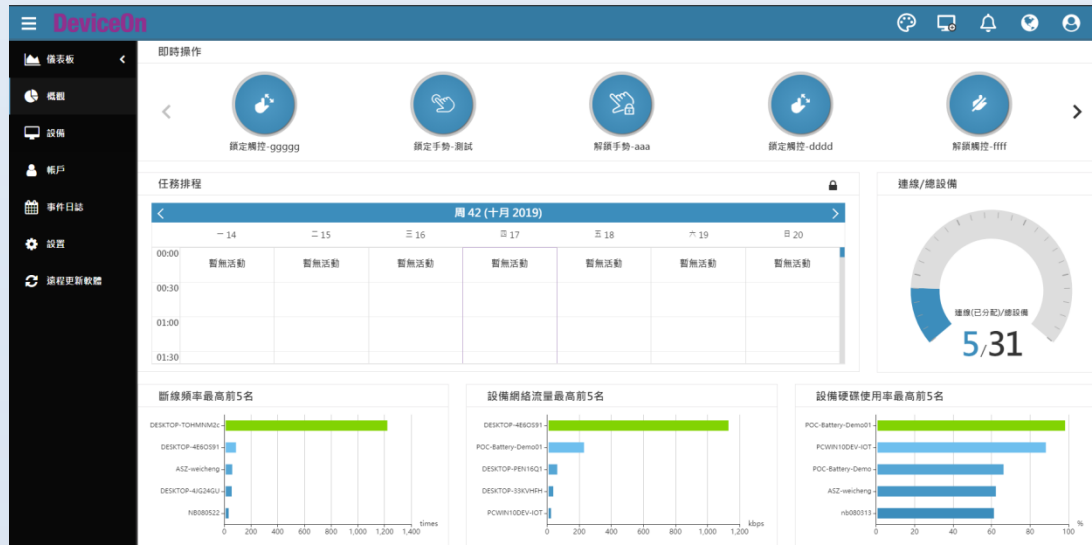 DeviceOn
儀表板
概觀
設備
帳戶
事件日誌
設置
遠程更新軟體
即時操作
鎖定觸控-ggggg
鎖定手勢-測試
解鎖手勢-aaa
鎖定觸控-dddd
解鎖觸控-ffff
任務排程
周 42 (十月 2019)
一 14 二 15 三 16 四 17 五 18 六 19 日 20
00:00
暫無活動 暫無活動 暫無活動 暫無活動 暫無活動 暫無活動 暫無活動
00:30
01:00
01:30
連線/總設備
連線(已分配)/總設備
5/31
斷線頻率最高前5名
DESKTOP-TOHMNM2c
DESKTOP-4E6OS91
ASZ-weicheng
DESKTOP-4JG24GU
NB080522
0 200 400 600 800 1,000 1,200 1,400 times
設備網絡流量最高前5名
DESKTOP-4E6OS91
POC-Battery-Demo01
DESKTOP-PEN16Q1
DESKTOP-33KVHFH
PCWIN10DEV-IOT
0 200 400 600 800 1,000 1,200 kbps
設備硬碟使用率最高前5名
POC-Battery-Demo01
PCWIN10DEV-IOT
POC-Battery-Demo
ASZ-weicheng
nb080313
0 20 40 60 80 100 %